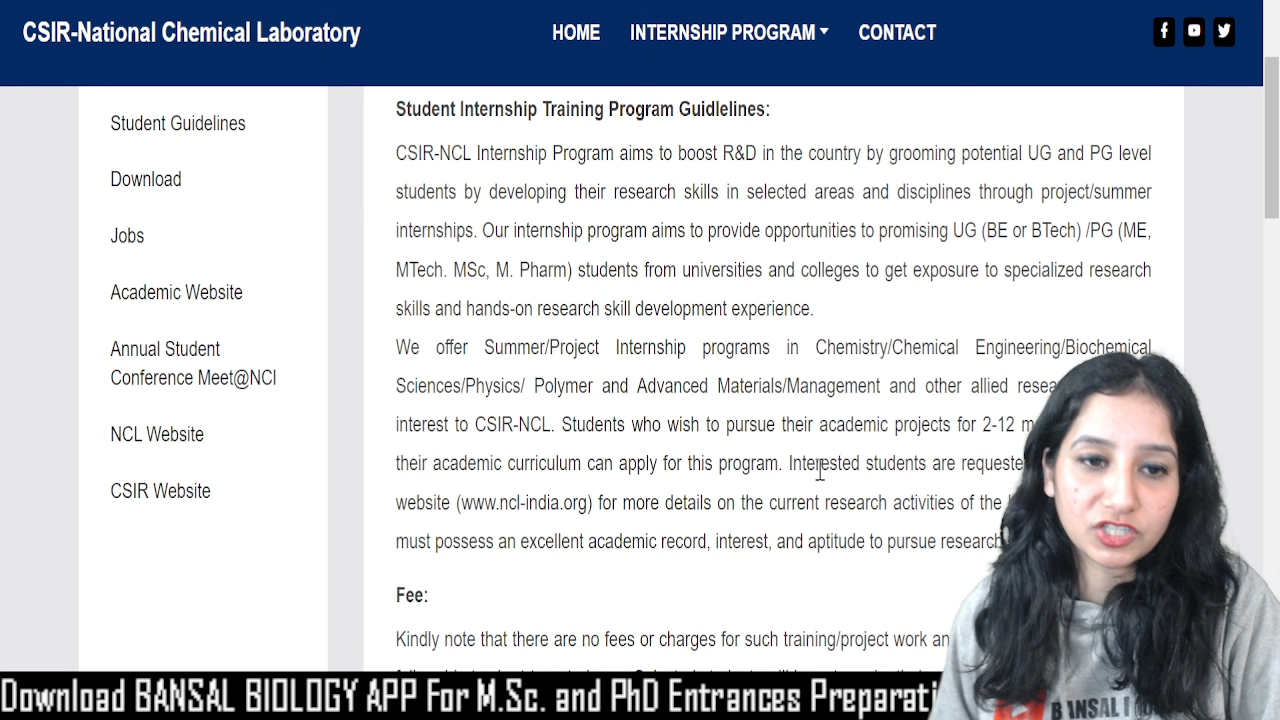 CSIR-National Chemical Laboratory
HOME
INTERNSHIP PROGRAM
CONTACT
Student Guidelines
Download
Jobs
Academic Website
Annual Student
Conference Meet@NCl
NCL Website
CSIR Website
Student Internship Training Program Guidlelines:
CSIR-NCL Internship Program aims to boost R&D in the country by grooming potential UG and PG level
students by developing their research skills in selected areas and disciplines through project/summer
internships. Our internship program aims to provide opportunities to promising UG (BE or BTech) /PG (ME,
MTech. MSc, M. Pharm) students from universities and colleges to get exposure to specialized research
skills and hands-on research skill development experience.
We offer Summer/Project Internship programs in Chemistry/Chemical Engineering/Biochemical
Sciences/Physics/ Polymer and Advanced Materials/Management and other allied resea
interest to CSIR-NCL. Students who wish to pursue their academic projects for 2-12 m
their academic curriculum can apply for this program. Interested students are requeste
website (www.ncl-india.org) for more details on the current research activities of the
must possess an excellent academic record, interest, and aptitude to pursue research
Fee:
Kindly note that there are no fees or charges for such training/project work an
Download BANSAL BIOLOGY APP For M.Sc. and PhD Entrances Preparati
BANSAL